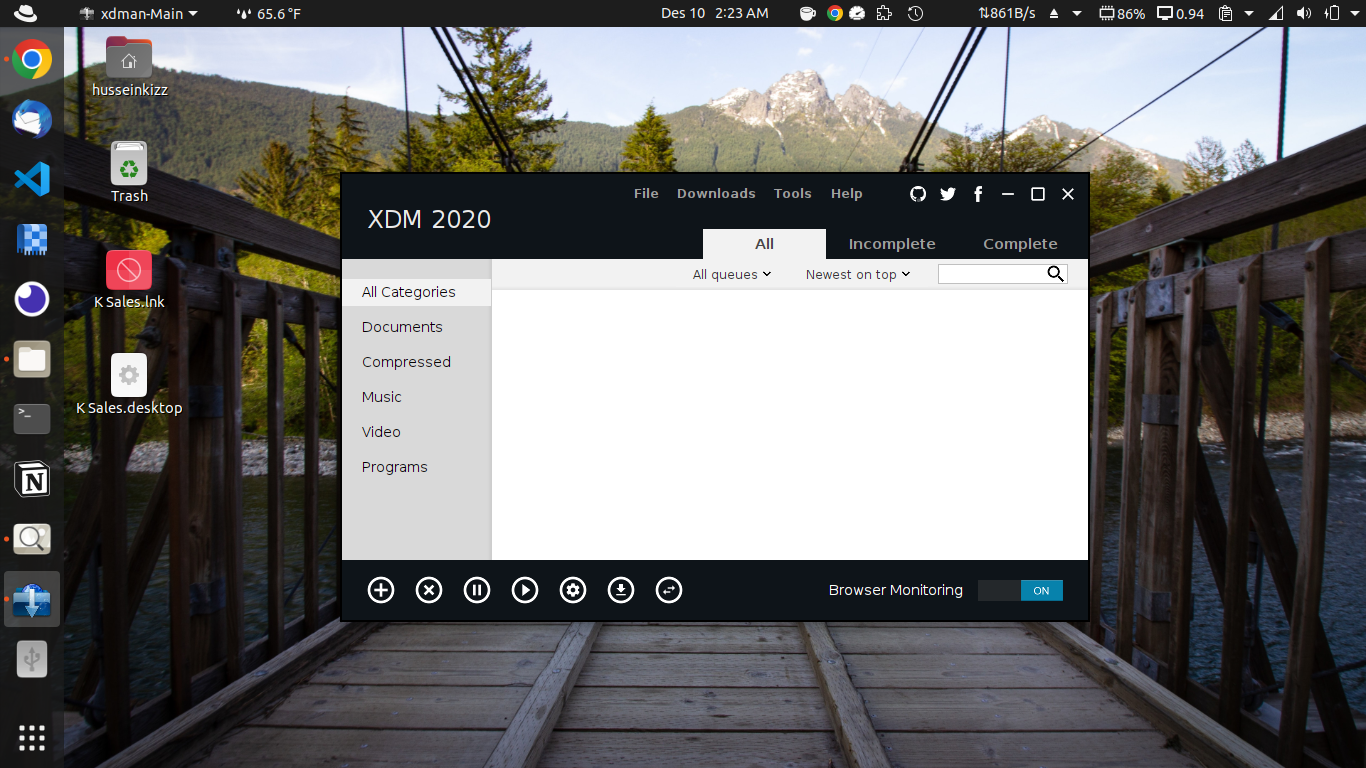 xdman-Main
65.6 °F
Des 10 2:23 AM
861B/s
86%
0.94
husseinkizz
Trash
K Sales.lnk
K Sales.desktop
File Downloads Tools Help
XDM 2020
All Incomplete Complete
All queues Newest on top
All Categories
Documents
Compressed
Music
Video
Programs
Browser Monitoring ON